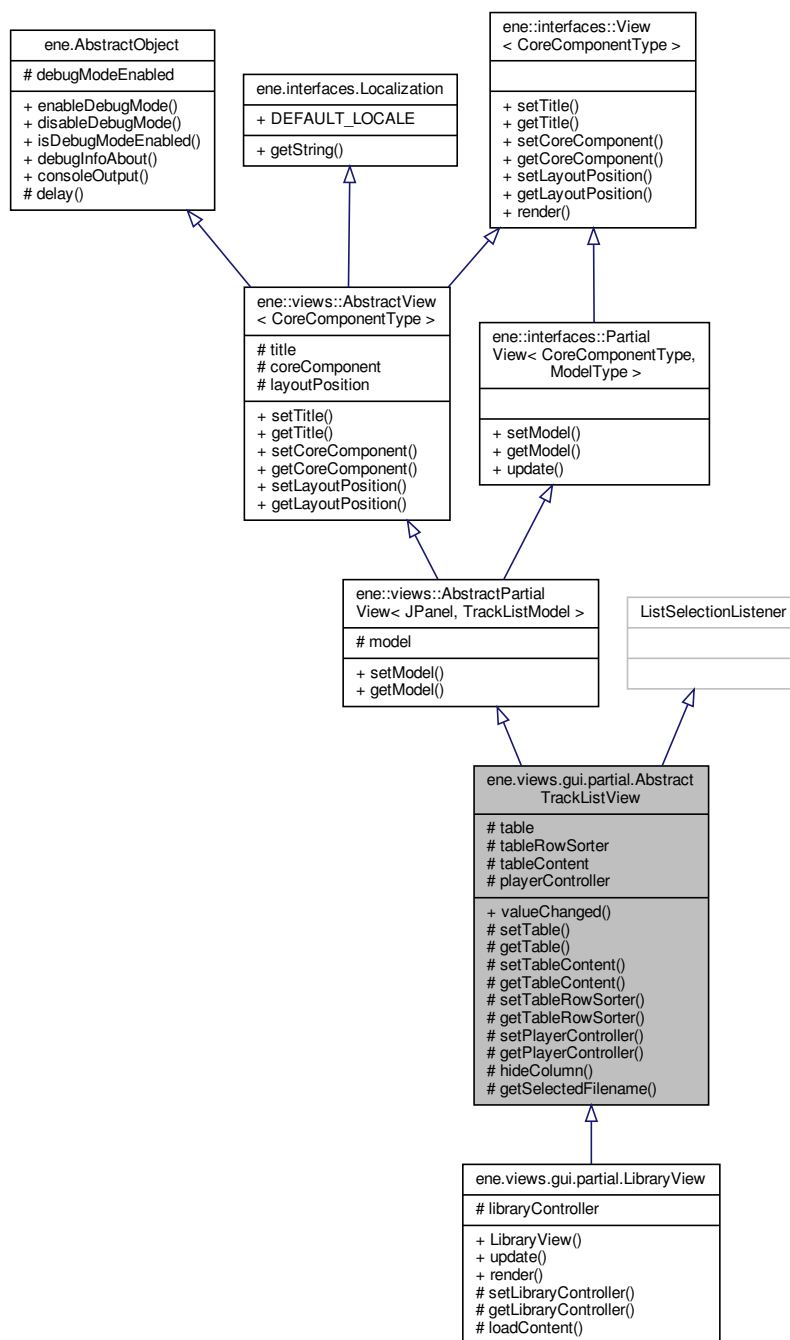 ene.AbstractObject
# debugModeEnabled
+ enableDebugMode()
+ disableDebugMode()
+ isDebugModeEnabled()
+ debugInfoAbout()
+ consoleOutput()
# delay()
ene.interfaces.Localization
+ DEFAULT_LOCALE
+ getString()
ene::interfaces::View
< CoreComponentType >
+ setTitle()
+ getTitle()
+ setCoreComponent()
+ getCoreComponent()
+ setLayoutPosition()
+ getLayoutPosition()
+ render()
ene::views::AbstractView
< CoreComponentType >
# title
# coreComponent
# layoutPosition
+ setTitle()
+ getTitle()
+ setCoreComponent()
+ getCoreComponent()
+ setLayoutPosition()
+ getLayoutPosition()
ene::interfaces::Partial
View< CoreComponentType,
ModelType >
+ setModel()
+ getModel()
+ update()
ene::views::AbstractPartial
View< JPanel, TrackListModel >
# model
+ setModel()
+ getModel()
ListSelectionListener
ene.views.gui.partial.Abstract
TrackListView
# table
# tableRowSorter
# tableContent
# playerController
+ valueChanged()
# setTable()
# getTable()
# setTableContent()
# getTableContent()
# setTableRowSorter()
# getTableRowSorter()
# setPlayerController()
# getPlayerController()
# hideColumn()
# getSelectedFilename()
ene.views.gui.partial.LibraryView
# libraryController
+ LibraryView()
+ update()
+ render()
# setLibraryController()
# getLibraryController()
# loadContent()